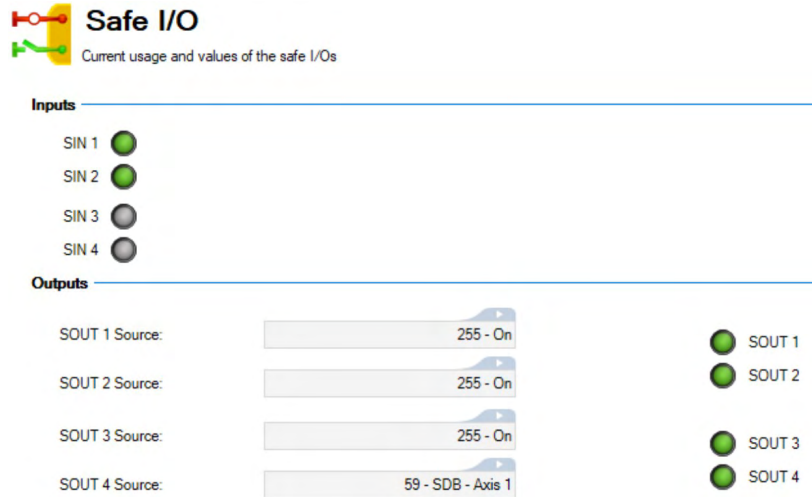 Safe I/O
Current usage and values of the safe I/Os
Inputs
SIN 1
SIN 2
SIN 3
SIN 4
Outputs
SOUT 1 Source: 255 - On SOUT 1
SOUT 2 Source: 255 - On SOUT 2
SOUT 3 Source: 255 - On SOUT 3
SOUT 4 Source: 59 - SDB - Axis 1 SOUT 4